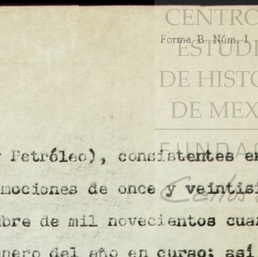 CENTRO
Forma B. Núm. 1
ESTUDI
DE HISTO
DE MEX
FUNDAC
Petróleo), consistentes en
mociones de once y veintisi
bre de mil novecientos cua
nero del año en curso; así